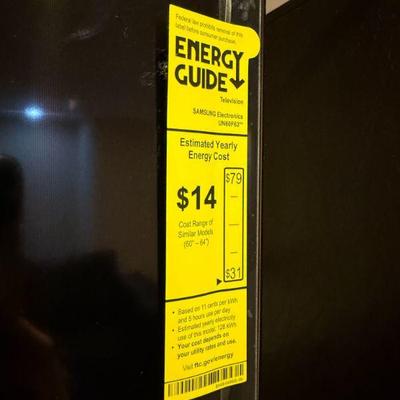 Federal law prohibits removal of this
label before consumer purchase.
ENERGY
GUIDE
Television
SAMSUNG Electronics
UN60F63**
Estimated Yearly
Energy Cost
$14
$79
Cost Range of
Similar Models
(60" – 64")
$31
• Based on 11 cents per kWh
and 5 hours use per day
• Estimated yearly electricity
use of this model: 128 kWh
• Your cost depends on
your utility rates and use.
Visit ftc.gov/energy